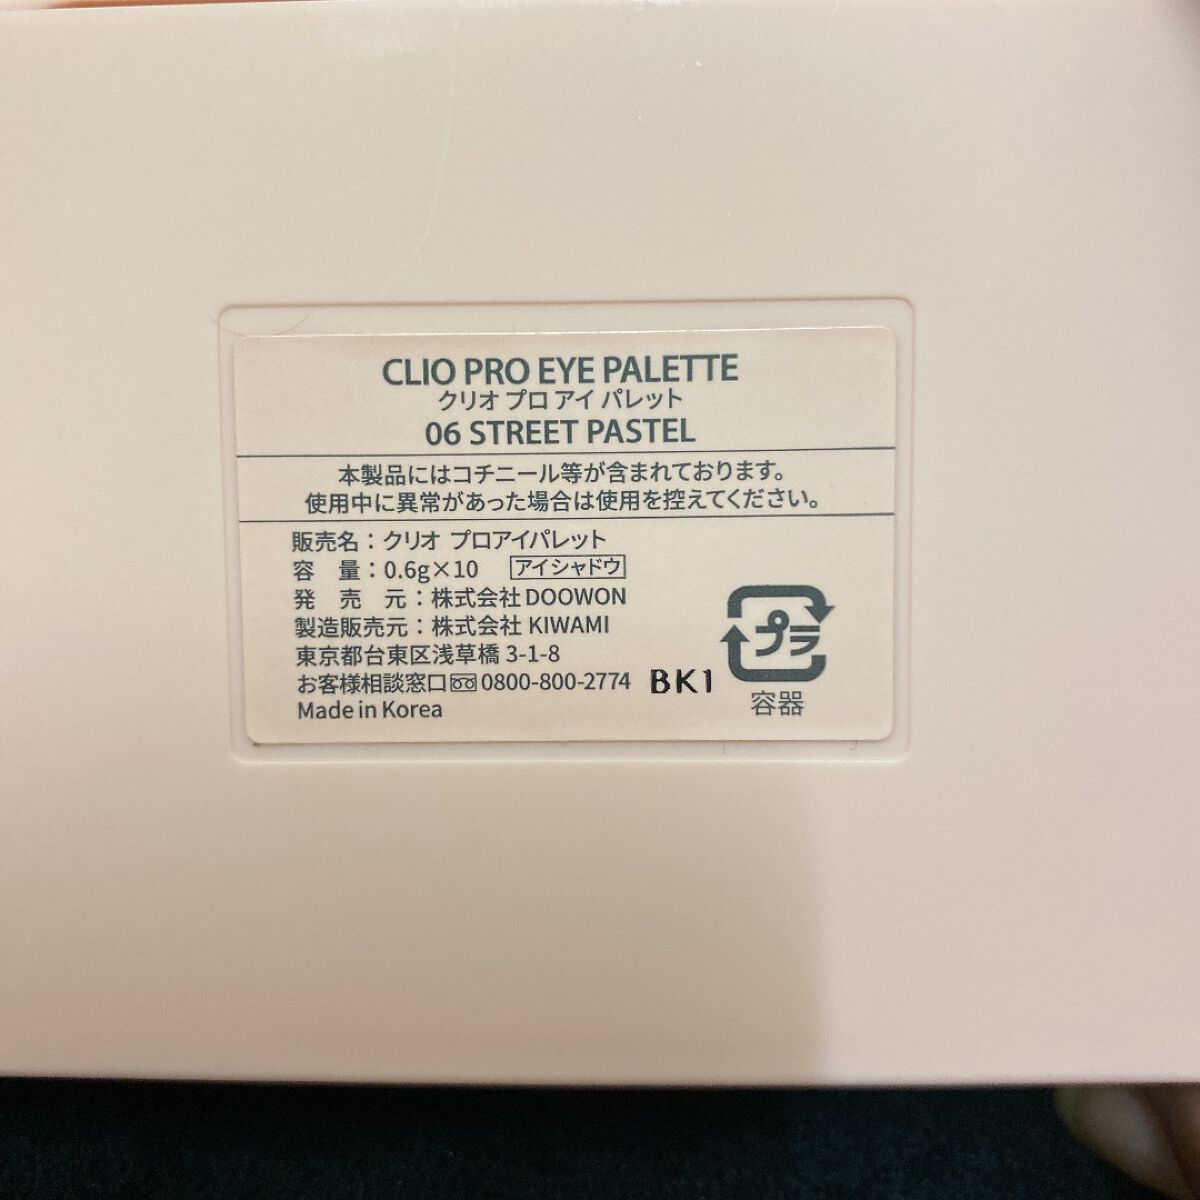 CLIO PRO EYE PALETTE
クリオ プロ アイ パレット
06 STREET PASTEL
本製品にはコチニール等が含まれております。
使用中に異常があった場合は使用を控えてください。
販売名：クリオ プロアイパレット
容 量：0.6g×10 アイシャドウ
発 売 元：株式会社DOOWON
製造販売元：株式会社 KIWAMI
東京都台東区浅草橋 3-1-8
お客様相談窓口 0800-800-2774
BK1
Made in Korea
プラ
容器